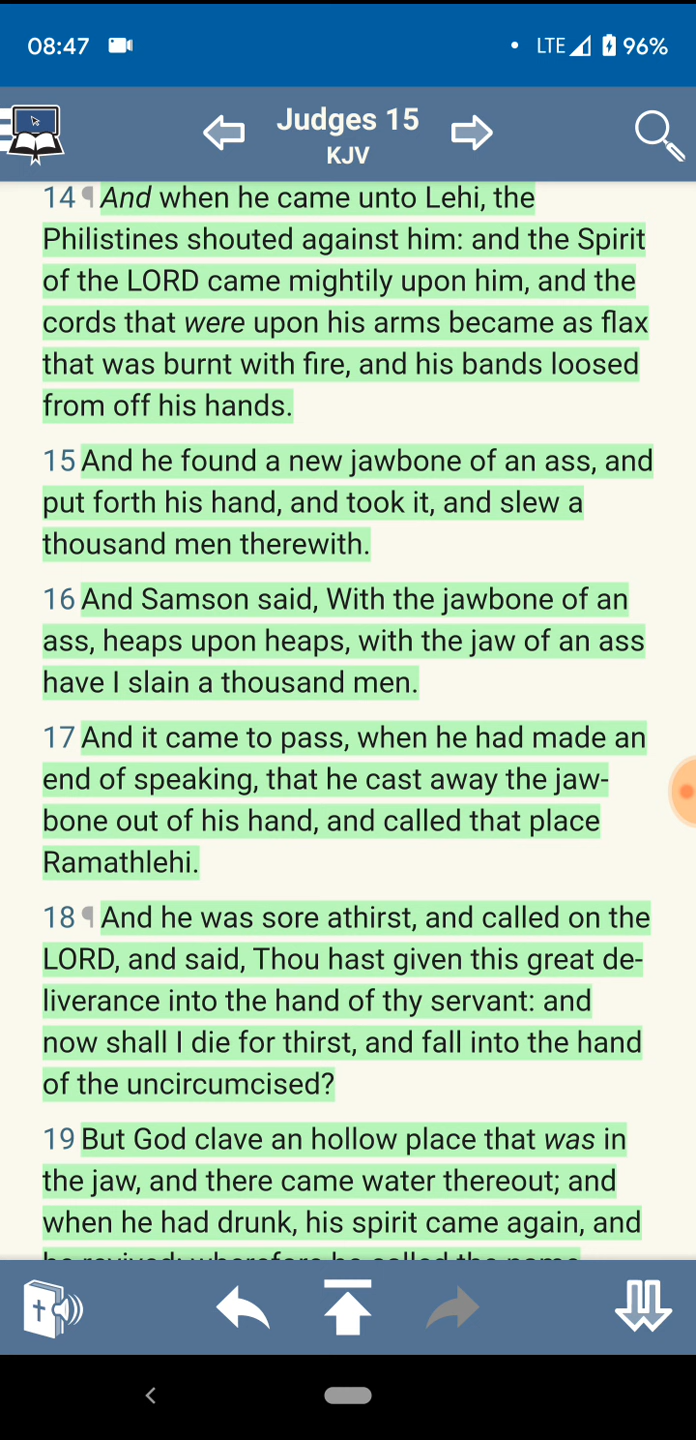 08:47 LTE 96%
Judges 15
KJV
14 ¶ And when he came unto Lehi, the
Philistines shouted against him: and the Spirit
of the LORD came mightily upon him, and the
cords that were upon his arms became as flax
that was burnt with fire, and his bands loosed
from off his hands.
15 And he found a new jawbone of an ass, and
put forth his hand, and took it, and slew a
thousand men therewith.
16 And Samson said, With the jawbone of an
ass, heaps upon heaps, with the jaw of an ass
have I slain a thousand men.
17 And it came to pass, when he had made an
end of speaking, that he cast away the jaw-
bone out of his hand, and called that place
Ramathlehi.
18 ¶ And he was sore athirst, and called on the
LORD, and said, Thou hast given this great de-
liverance into the hand of thy servant: and
now shall I die for thirst, and fall into the hand
of the uncircumcised?
19 But God clave an hollow place that was in
the jaw, and there came water thereout; and
when he had drunk, his spirit came again, and
he revived: wherefore he called the name